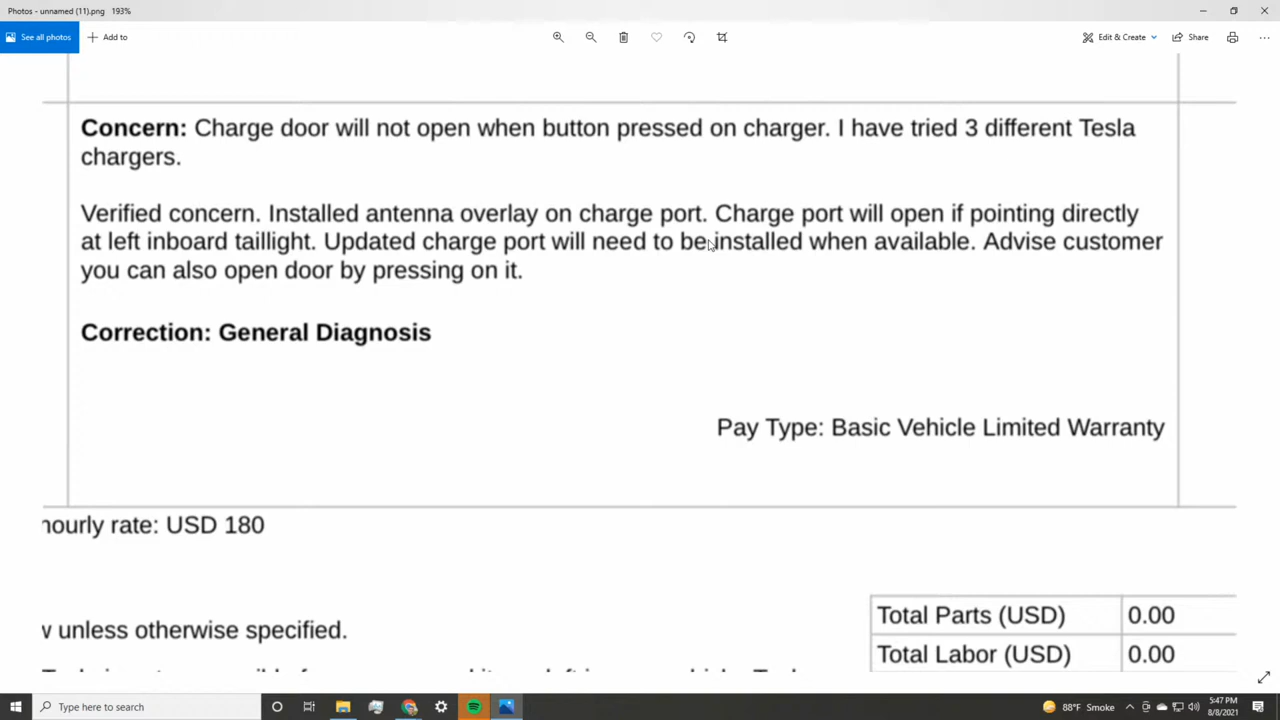 Photos - unnamed (11).png   193%
See all photos
Add to
Edit & Create
Share
Concern: Charge door will not open when button pressed on charger. I have tried 3 different Tesla
chargers.
Verified concern. Installed antenna overlay on charge port. Charge port will open if pointing directly
at left inboard taillight. Updated charge port will need to be installed when available. Advise customer
you can also open door by pressing on it.
Correction: General Diagnosis
Pay Type: Basic Vehicle Limited Warranty
hourly rate: USD 180
Total Parts (USD) 0.00
w unless otherwise specified.
Total Labor (USD) 0.00
Type here to search
88°F Smoke
5:47 PM
8/8/2021